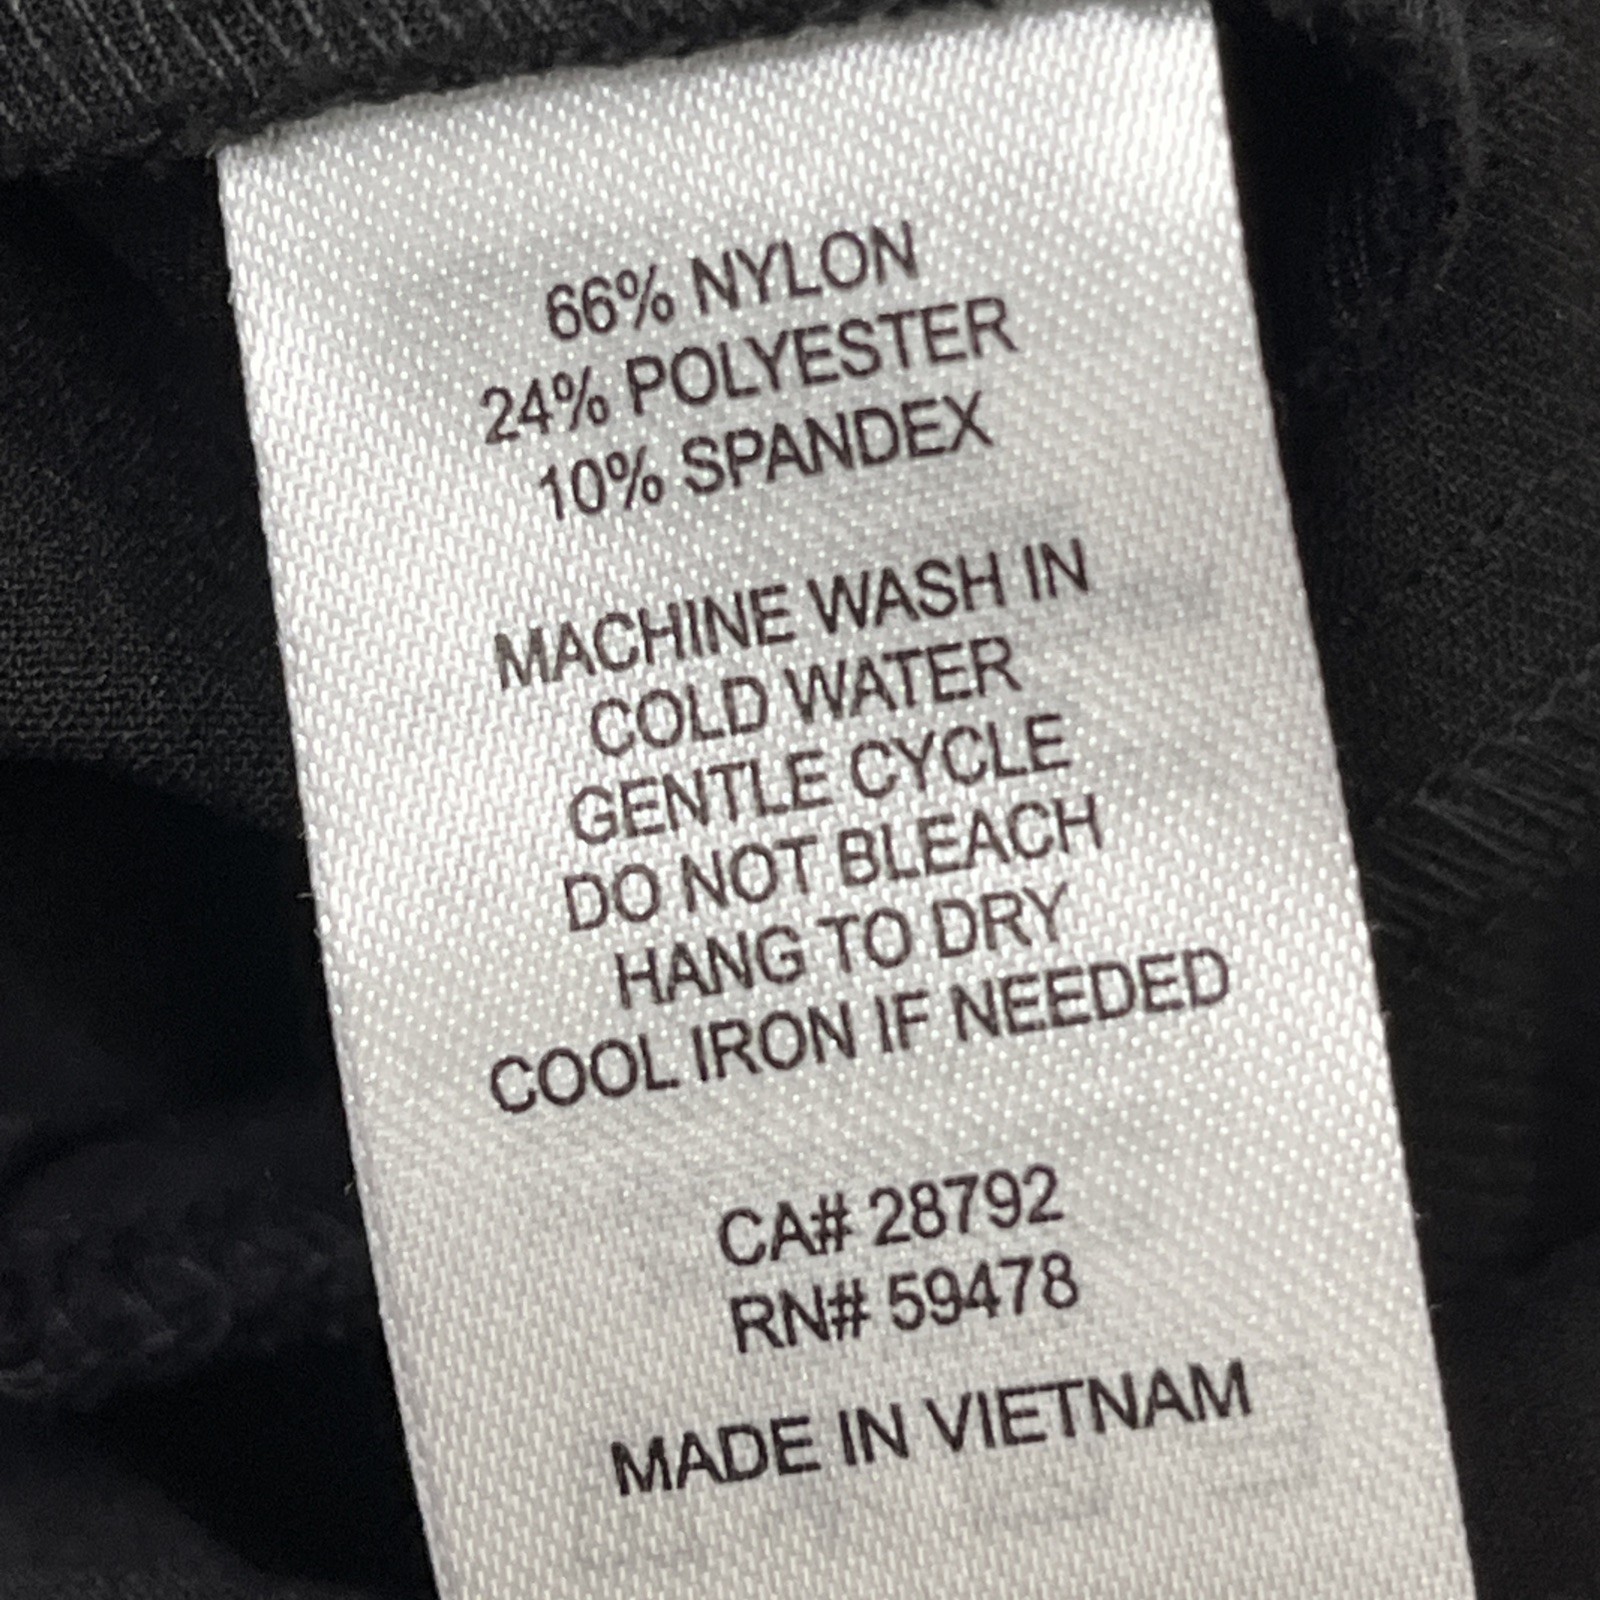 66% NYLON
24% POLYESTER
10% SPANDEX
MACHINE WASH IN
COLD WATER
GENTLE CYCLE
DO NOT BLEACH
HANG TO DRY
COOL IRON IF NEEDED
CA# 28792
RN# 59478
MADE IN VIETNAM